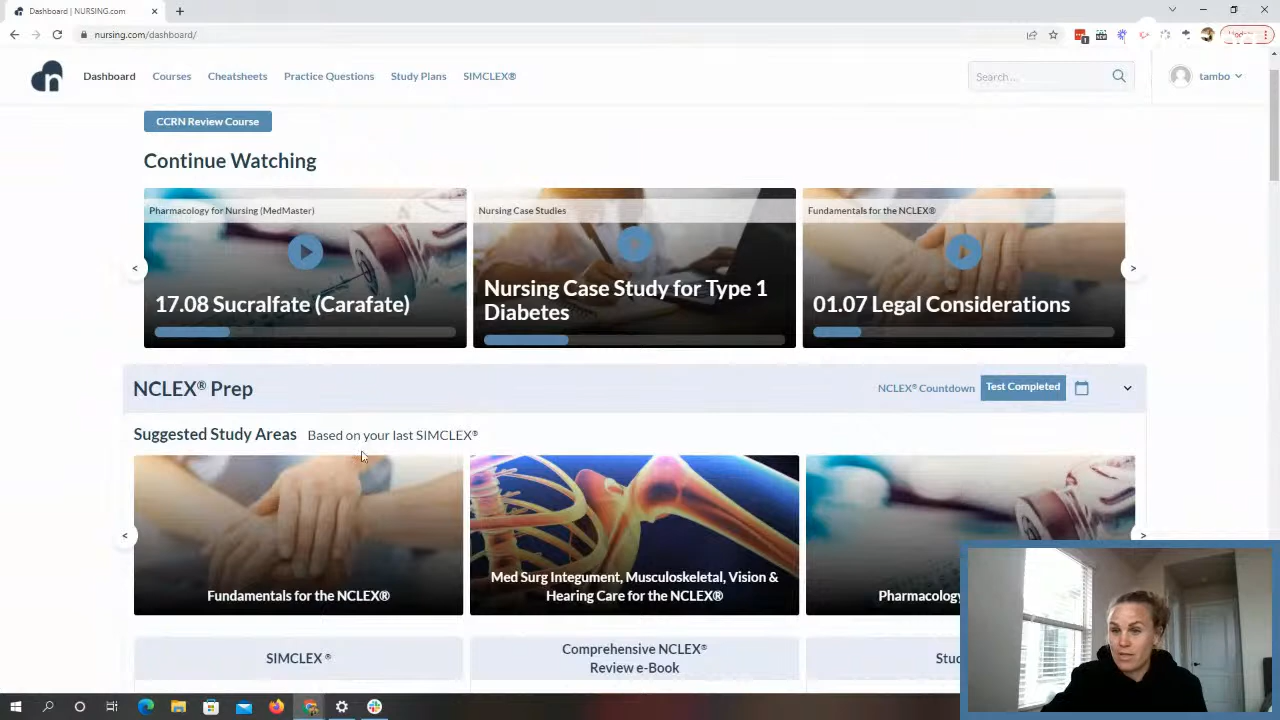 Dashboard | NURSING.com
nursing.com/dashboard/
n
Dashboard
Courses
Cheatsheets
Practice Questions
Study Plans
SIMCLEX®
Search...
tambo
CCRN Review Course
Continue Watching
Pharmacology for Nursing (MedMaster)
17.08 Sucralfate (Carafate)
Nursing Case Studies
Nursing Case Study for Type 1
Diabetes
Fundamentals for the NCLEX®
01.07 Legal Considerations
<
>
NCLEX® Prep
NCLEX® Countdown
Test Completed
Suggested Study Areas Based on your last SIMCLEX®
<
>
Fundamentals for the NCLEX®
Med Surg Integument, Musculoskeletal, Vision &
Hearing Care for the NCLEX®
Pharmacology
SIMCLEX®
Comprehensive NCLEX®
Review e-Book